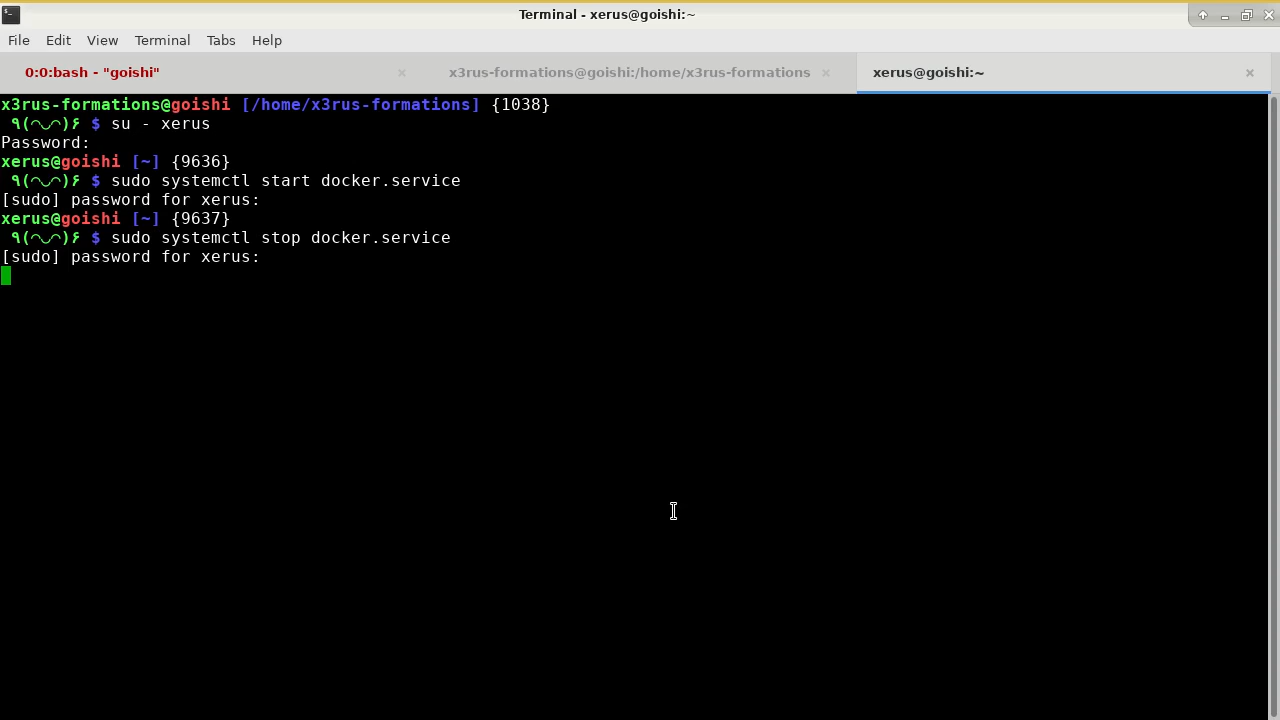 Terminal - xerus@goishi:~
File Edit View Terminal Tabs Help
0:0:bash - "goishi" x3rus-formations@goishi:/home/x3rus-formations xerus@goishi:~
x3rus-formations@goishi [/home/x3rus-formations] {1038}
٩(◠◡◠)۶ $ su - xerus
Password:
xerus@goishi [~] {9636}
٩(◠◡◠)۶ $ sudo systemctl start docker.service
[sudo] password for xerus:
xerus@goishi [~] {9637}
٩(◠◡◠)۶ $ sudo systemctl stop docker.service
[sudo] password for xerus: